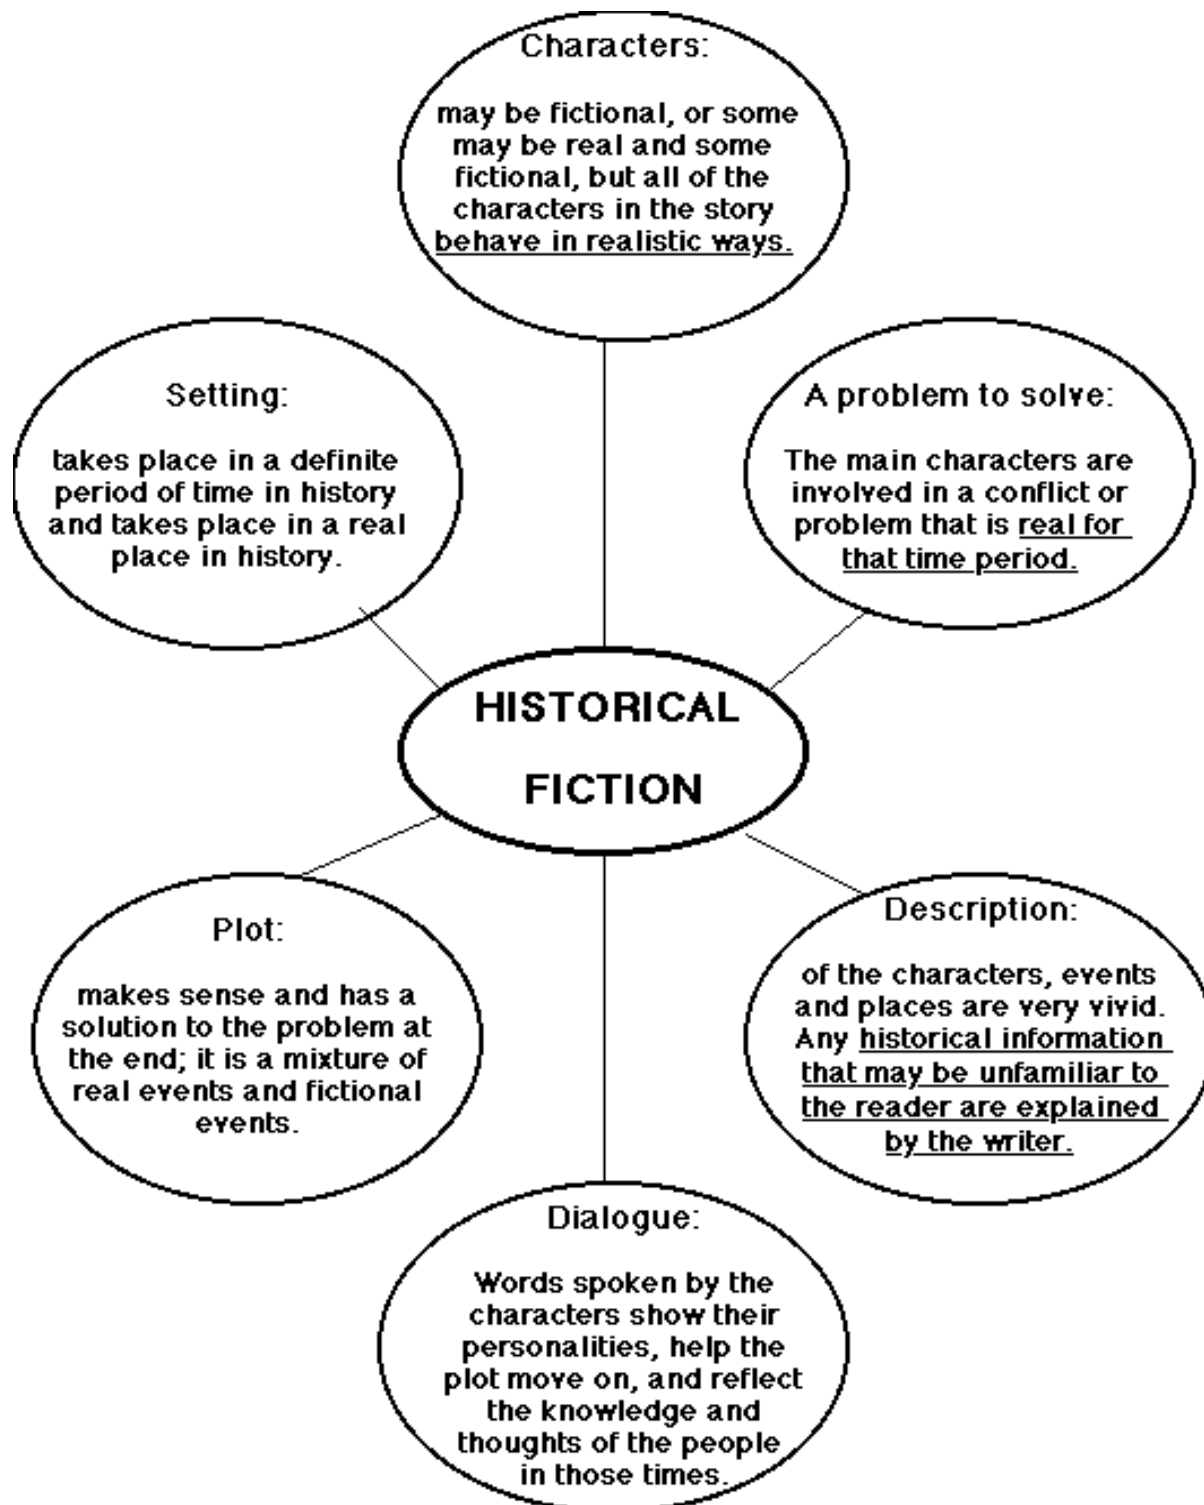 Characters:
may be fictional, or some
may be real and some
fictional, but all of the
characters in the story
behave in realistic ways.
Setting:
takes place in a definite
period of time in history
and takes place in a real
place in history.
A problem to solve:
The main characters are
involved in a conflict or
problem that is real for
that time period.
HISTORICAL
FICTION
Plot:
makes sense and has a
solution to the problem at
the end; it is a mixture of
real events and fictional
events.
Description:
of the characters, events
and places are very vivid.
Any historical information
that may be unfamiliar to
the reader are explained
by the writer.
Dialogue:
Words spoken by the
characters show their
personalities, help the
plot move on, and reflect
the knowledge and
thoughts of the people
in those times.